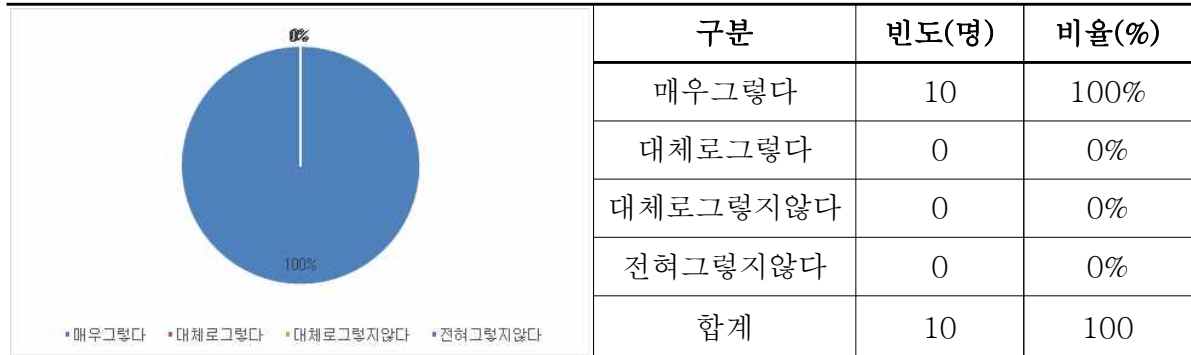 0%
100%
매우그렇다 대체로그렇다 대체로그렇지않다 전혀그렇지않다
구분 빈도(명) 비율(%)
매우그렇다 10 100%
대체로그렇다 0 0%
대체로그렇지않다 0 0%
전혀그렇지않다 0 0%
합계 10 100